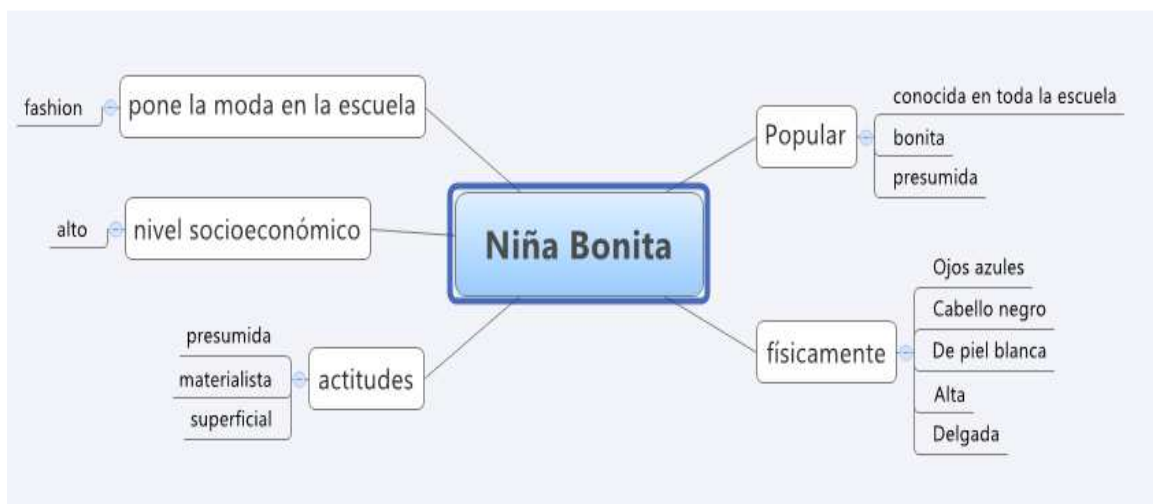 Niña Bonita
pone la moda en la escuela
fashion
nivel socioeconómico
alto
actitudes
presumida
materialista
superficial
Popular
conocida en toda la escuela
bonita
presumida
físicamente
Ojos azules
Cabello negro
De piel blanca
Alta
Delgada